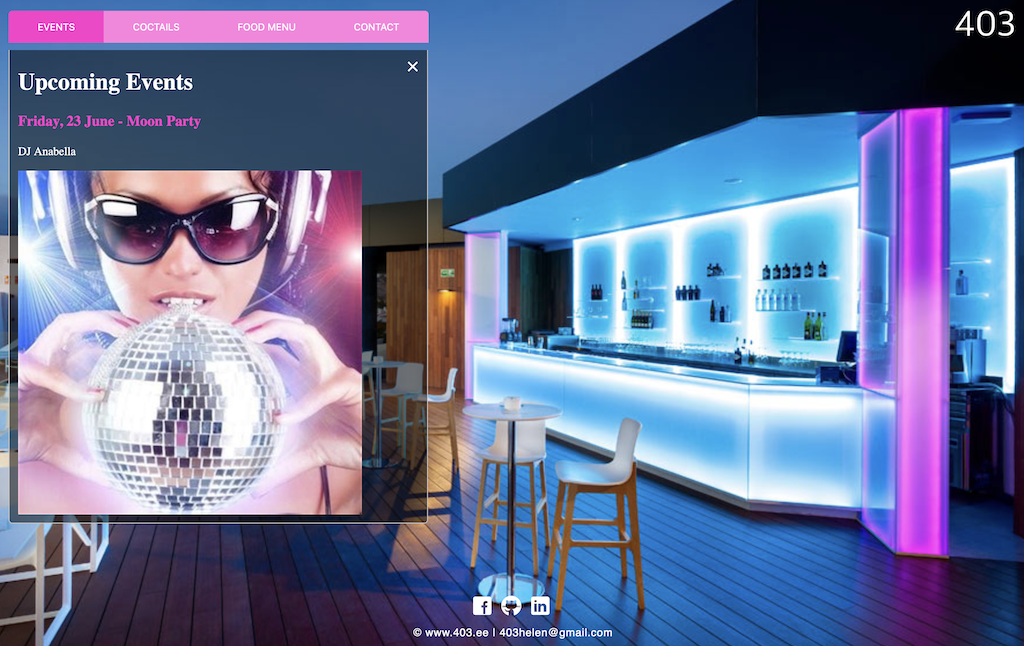 EVENTS COCTAILS FOOD MENU CONTACT
403
Upcoming Events
Friday, 23 June - Moon Party
DJ Anabella
© www.403.ee | 403helen@gmail.com